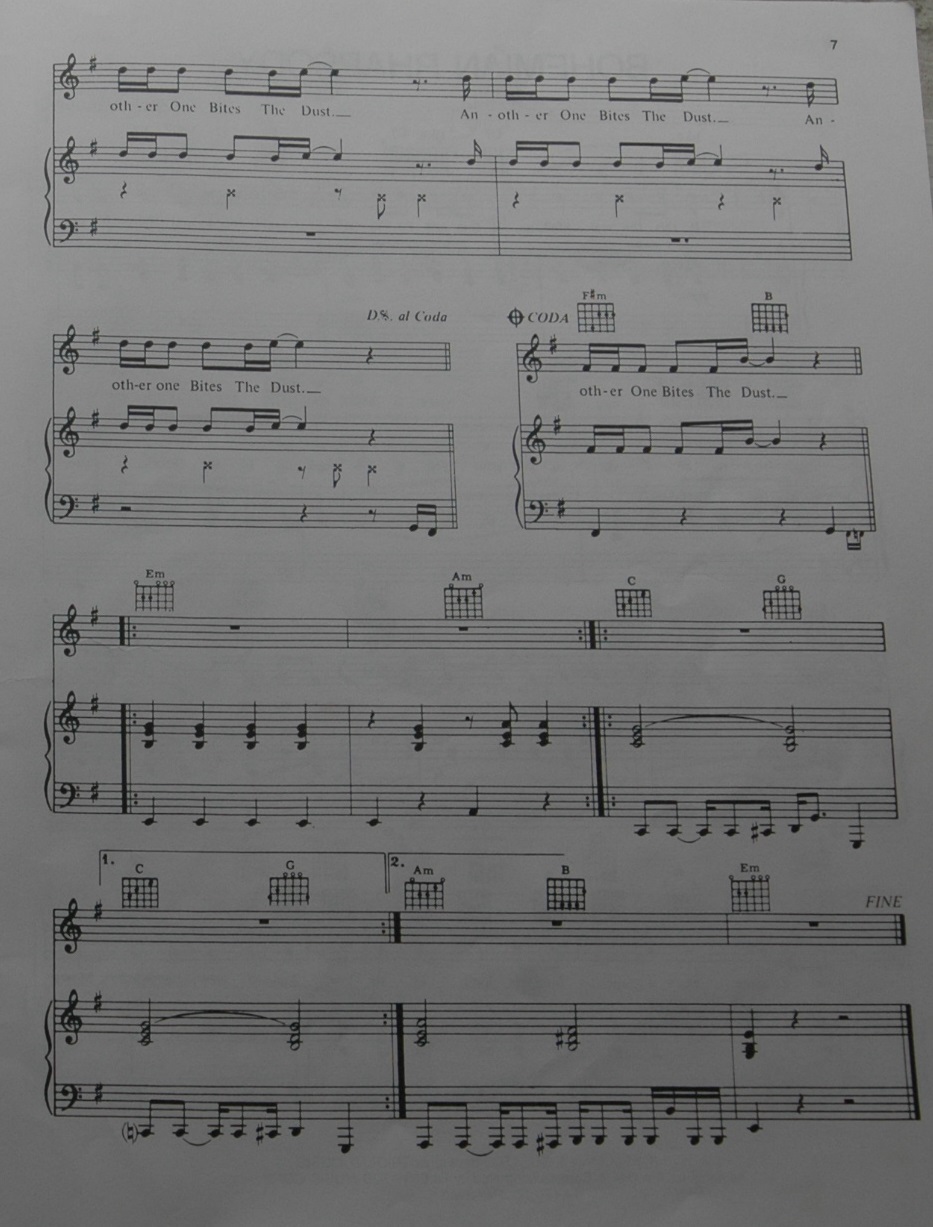 7
oth - er One Bites The Dust.__ An - oth - er One Bites The Dust.__ An -
D.S. al Coda
CODA
F#m B
oth-er one Bites The Dust.__
oth-er One Bites The Dust.__
Em Am C G
1. 2.
C G Am B Em
FINE